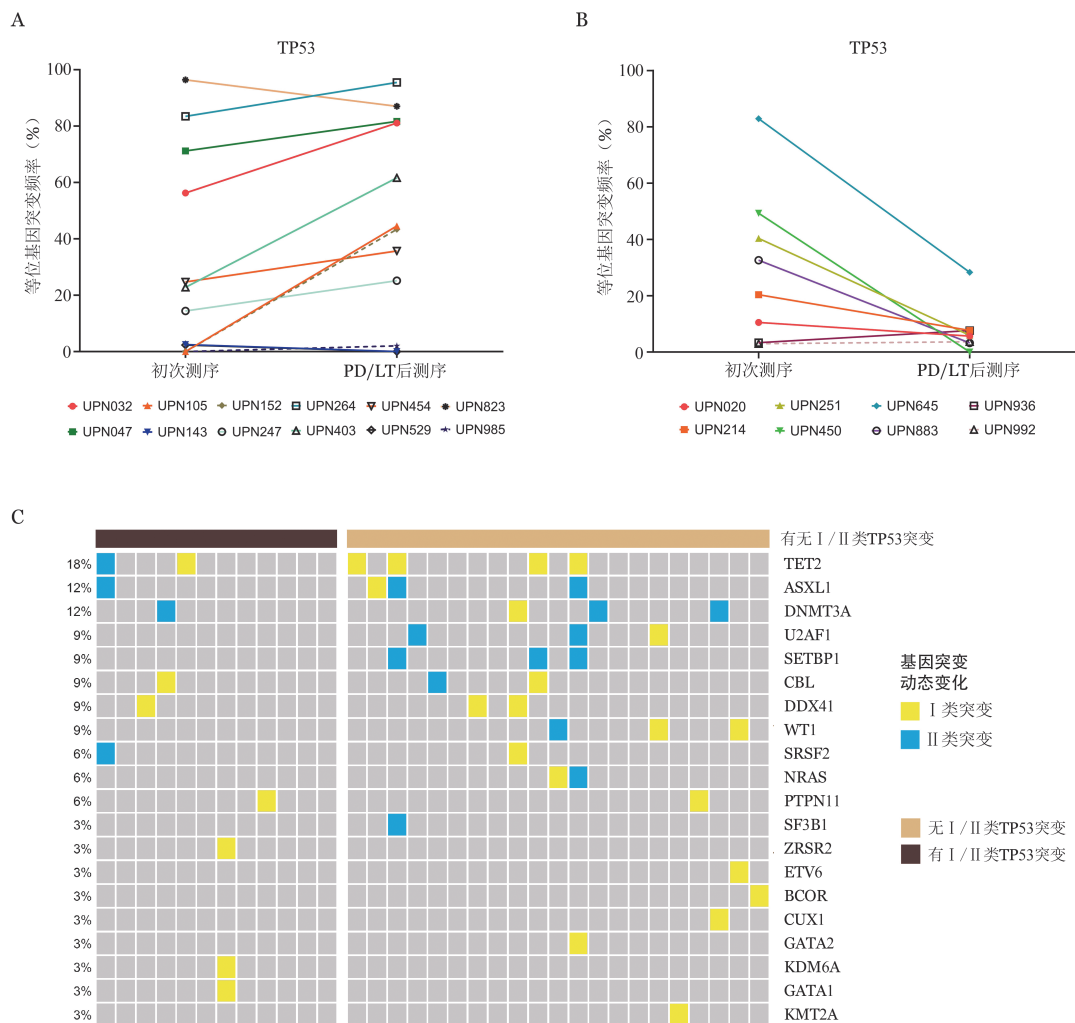 A
B
TP53
TP53
等位基因突变频率（%）
100
80
60
40
20
0
初次测序
PD/LT后测序
UPN032 UPN105 UPN152 UPN264 UPN454 UPN823
UPN047 UPN143 UPN247 UPN403 UPN529 UPN985
等位基因突变频率（%）
100
80
60
40
20
0
初次测序
PD/LT后测序
UPN020 UPN251 UPN645 UPN936
UPN214 UPN450 UPN883 UPN992
C
有无Ⅰ/Ⅱ类TP53突变
18% TET2
12% ASXL1
12% DNMT3A
9% U2AF1
9% SETBP1
9% CBL
9% DDX41
9% WT1
6% SRSF2
6% NRAS
6% PTPN11
3% SF3B1
3% ZRSR2
3% ETV6
3% BCOR
3% CUX1
3% GATA2
3% KDM6A
3% GATA1
3% KMT2A
基因突变
动态变化
Ⅰ类突变
Ⅱ类突变
无Ⅰ/Ⅱ类TP53突变
有Ⅰ/Ⅱ类TP53突变